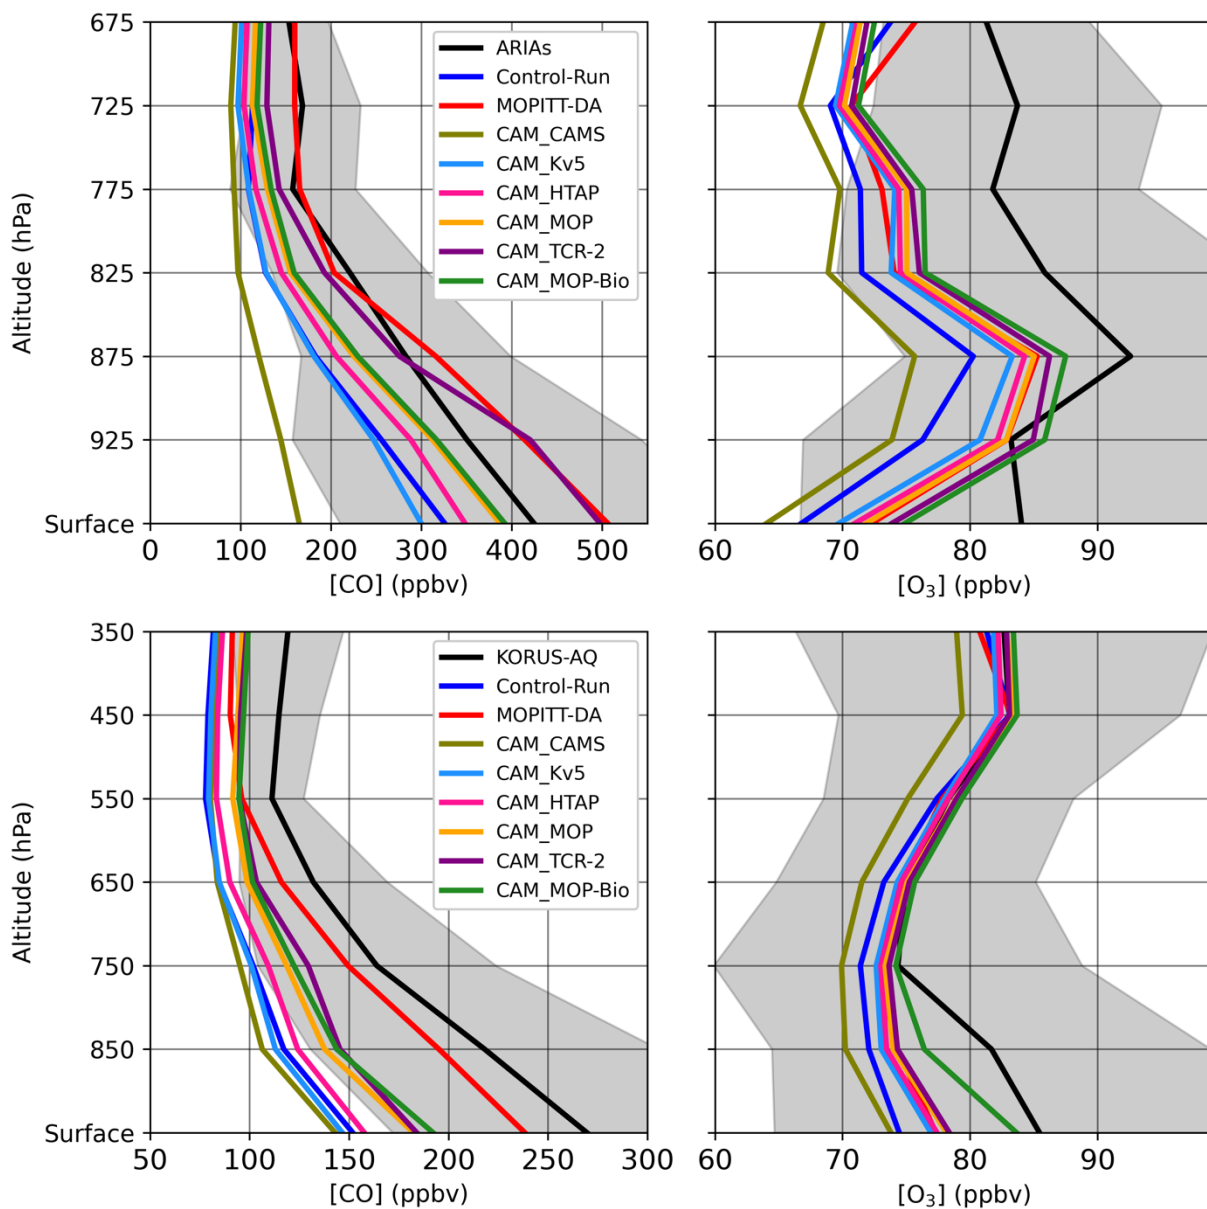 675
725
775
825
875
925
Surface
Altitude (hPa)
ARIAs
Control-Run
MOPITT-DA
CAM_CAMS
CAM_Kv5
CAM_HTAP
CAM_MOP
CAM_TCR-2
CAM_MOP-Bio
0 100 200 300 400 500
[CO] (ppbv)
60 70 80 90
[O₃] (ppbv)
350
450
550
650
750
850
Surface
Altitude (hPa)
KORUS-AQ
Control-Run
MOPITT-DA
CAM_CAMS
CAM_Kv5
CAM_HTAP
CAM_MOP
CAM_TCR-2
CAM_MOP-Bio
50 100 150 200 250 300
[CO] (ppbv)
60 70 80 90
[O₃] (ppbv)